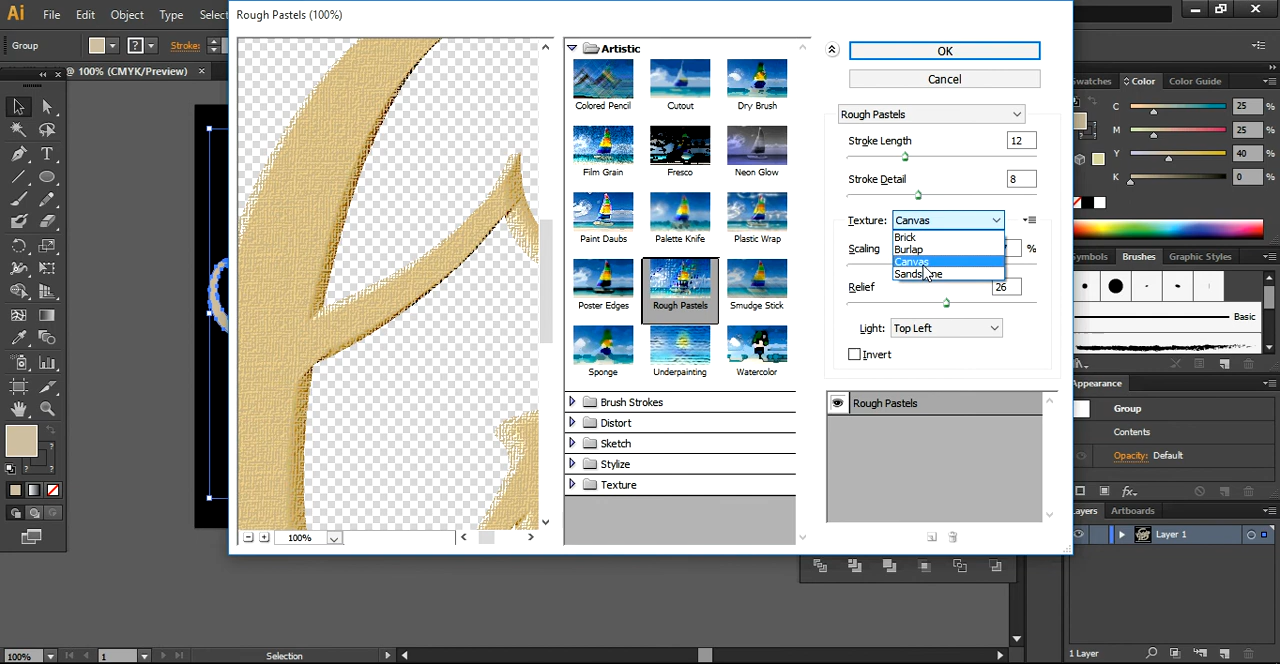 Ai File Edit Object Type Select
Rough Pastels (100%)
Group
Stroke:
@ 100% (CMYK/Preview)
Artistic
Colored Pencil Cutout Dry Brush
Film Grain Fresco Neon Glow
Paint Daubs Palette Knife Plastic Wrap
Poster Edges Rough Pastels Smudge Stick
Sponge Underpainting Watercolor
Brush Strokes
Distort
Sketch
Stylize
Texture
100%
OK
Cancel
Rough Pastels
Stroke Length 12
Stroke Detail 8
Texture: Canvas
Brick
Burlap
Canvas
Sandstone
Scaling %
Relief 26
Light: Top Left
Invert
Rough Pastels
Color Color Guide
C 25 %
M 25 %
Y 40 %
K 0 %
Brushes Graphic Styles
Basic
Appearance
Group
Contents
Opacity: Default
fx
Artboards
Layer 1
1 Layer
100% 1 Selection